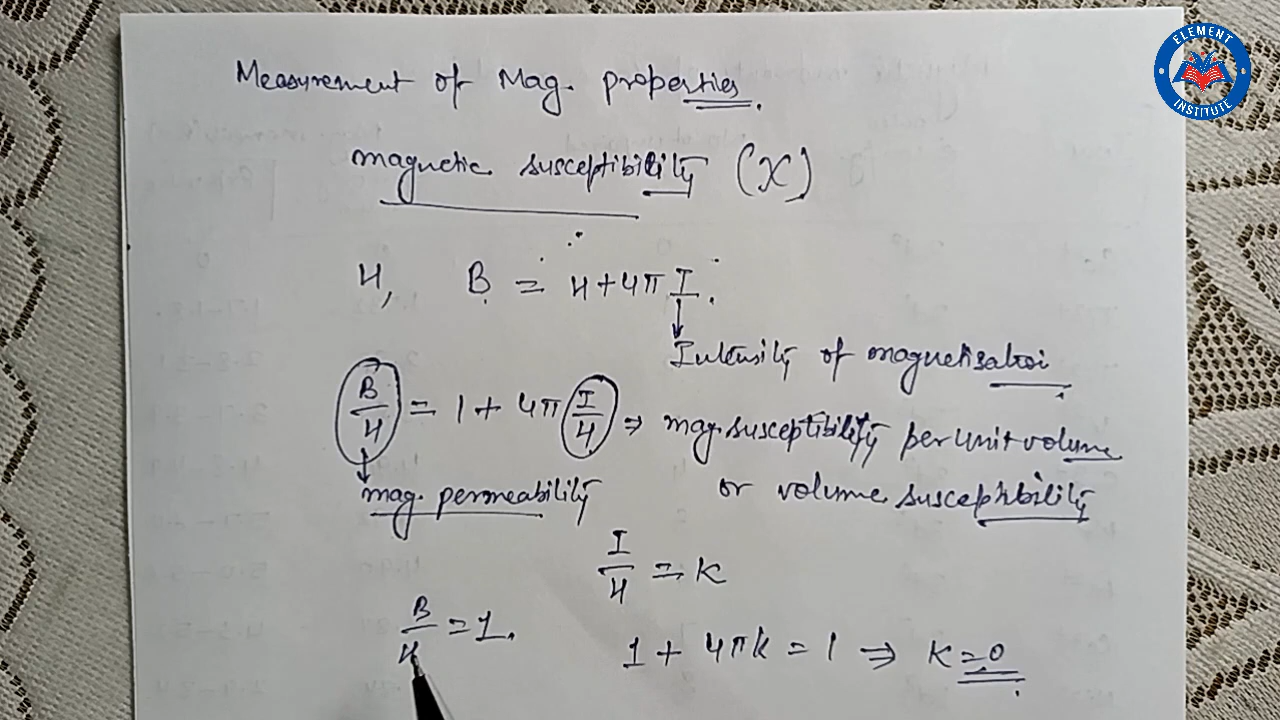 ELEMENT INSTITUTE
Measurement of Mag. properties.
magnetic susceptibility (χ)
H, B = H + 4π I.
Intensity of magnetisation
B/H = 1 + 4π I/H ⇒ mag. susceptibility per unit volume
mag. permeability or volume susceptibility
I/H = K
B/H = 1. 1 + 4πK = 1 ⇒ K = 0